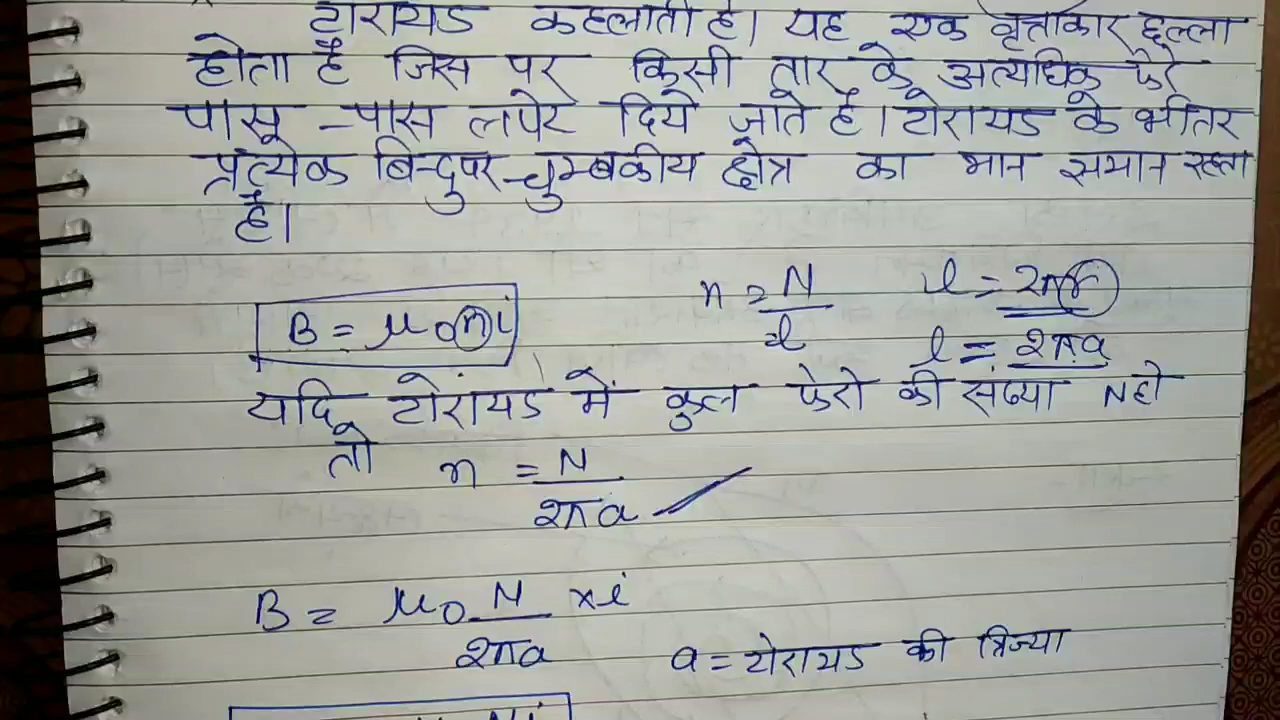 टोरायड कहलाती है। यह एक वृत्ताकार छल्ला
होता है जिस पर किसी तार के अत्यधिक फेरे
पास-पास लपेट दिये जाते है। टोरायड के भीतर
प्रत्येक बिन्दुपर चुम्बकीय क्षेत्र का मान समान रहता
है।
n = N/l l = 2πr
B = μ₀ni l = 2πa
यदि टोरांयड में कुल फेरो की संख्या N हो
तो n = N/2πa
B = μ₀ N/2πa × i
a = टोरायड की त्रिज्या